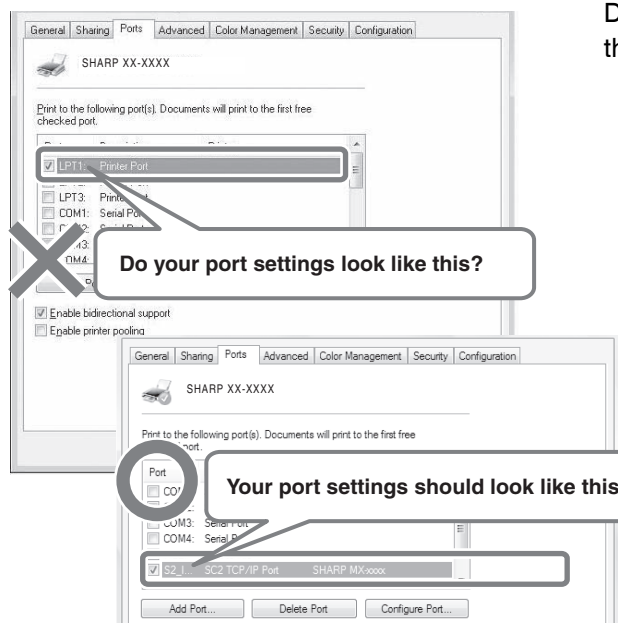 D
th
General Sharing Ports Advanced Color Management Security Configuration
SHARP XX-XXXX
Print to the following port(s). Documents will print to the first free
checked port.
LPT1: Printer Port
LPT3:
COM1: Serial Po
Do your port settings look like this?
Enable bidirectional support
Enable printer pooling
General Sharing Ports Advanced Color Management Security Configuration
SHARP XX-XXXX
Print to the following port(s). Documents will print to the first free
port.
Port
Your port settings should look like this
COM3: Serial Port
COM4: Serial P
S2_I... SC2 TCP/IP Port SHARP MX-xxxx
Add Port... Delete Port Configure Port...